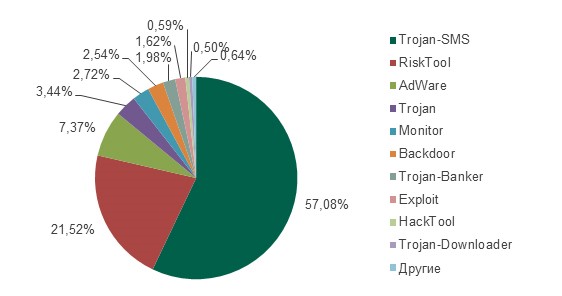 0,59%
1,62%
0,50%
0,64%
2,54%
1,98%
2,72%
3,44%
7,37%
21,52%
57,08%
Trojan-SMS
RiskTool
AdWare
Trojan
Monitor
Backdoor
Trojan-Banker
Exploit
HackTool
Trojan-Downloader
Другие